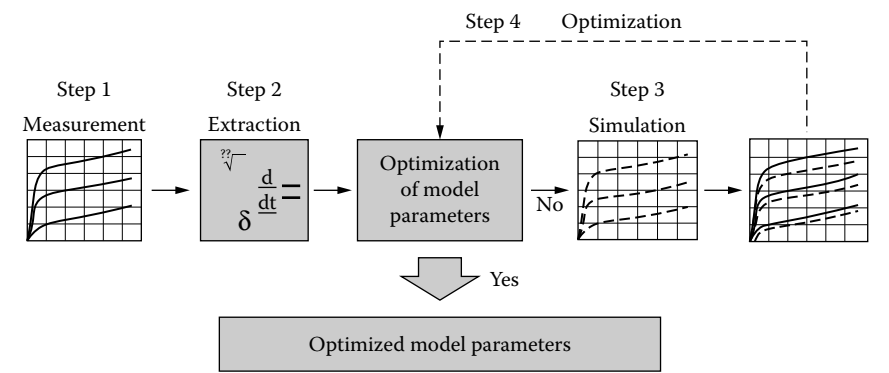 Step 4 Optimization
Step 1
Step 2
Step 3
Measurement
Extraction
Simulation
??√
d
dt
=
δ
Optimization
of model
parameters
No
Yes
Optimized model parameters